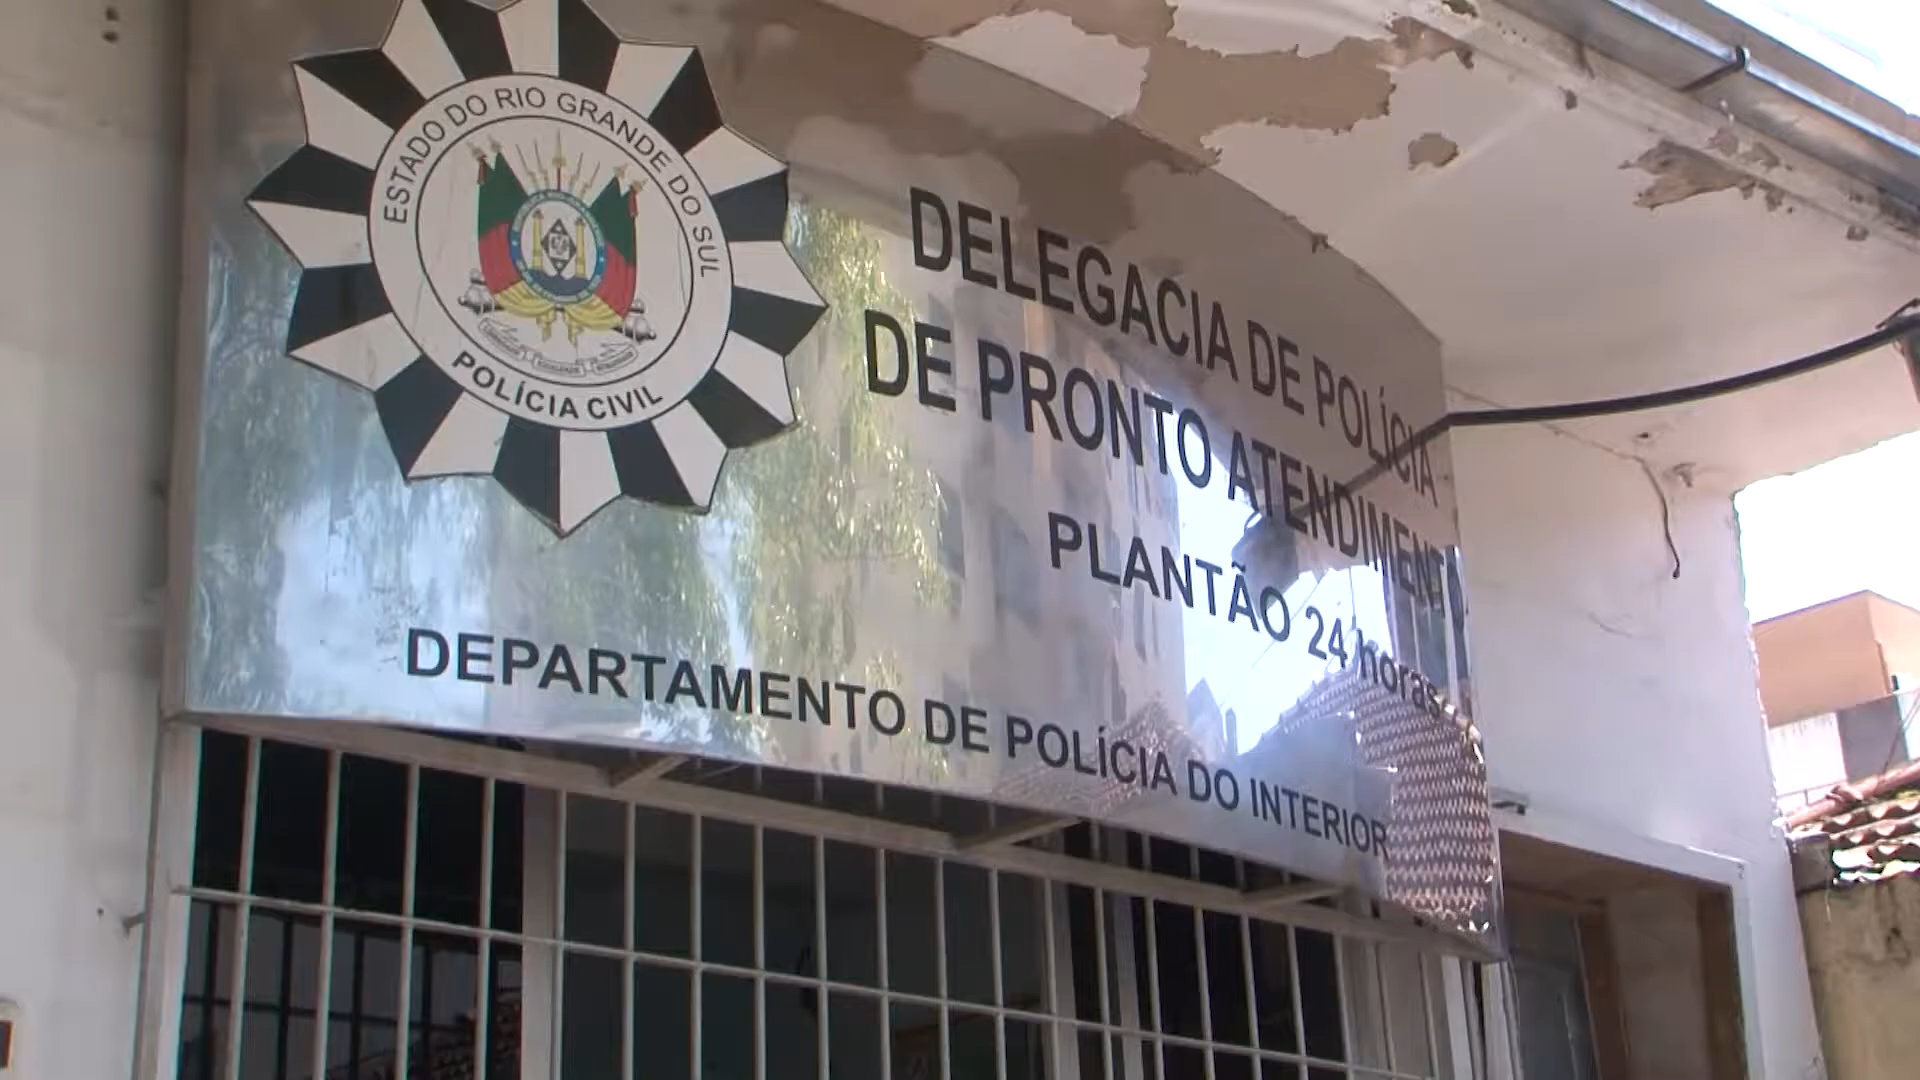 ESTADO DO RIO GRANDE DO SUL
POLÍCIA CIVIL
DELEGACIA DE POLÍCIA
DE PRONTO ATENDIMENTO
PLANTÃO 24 horas
DEPARTAMENTO DE POLÍCIA DO INTERIOR